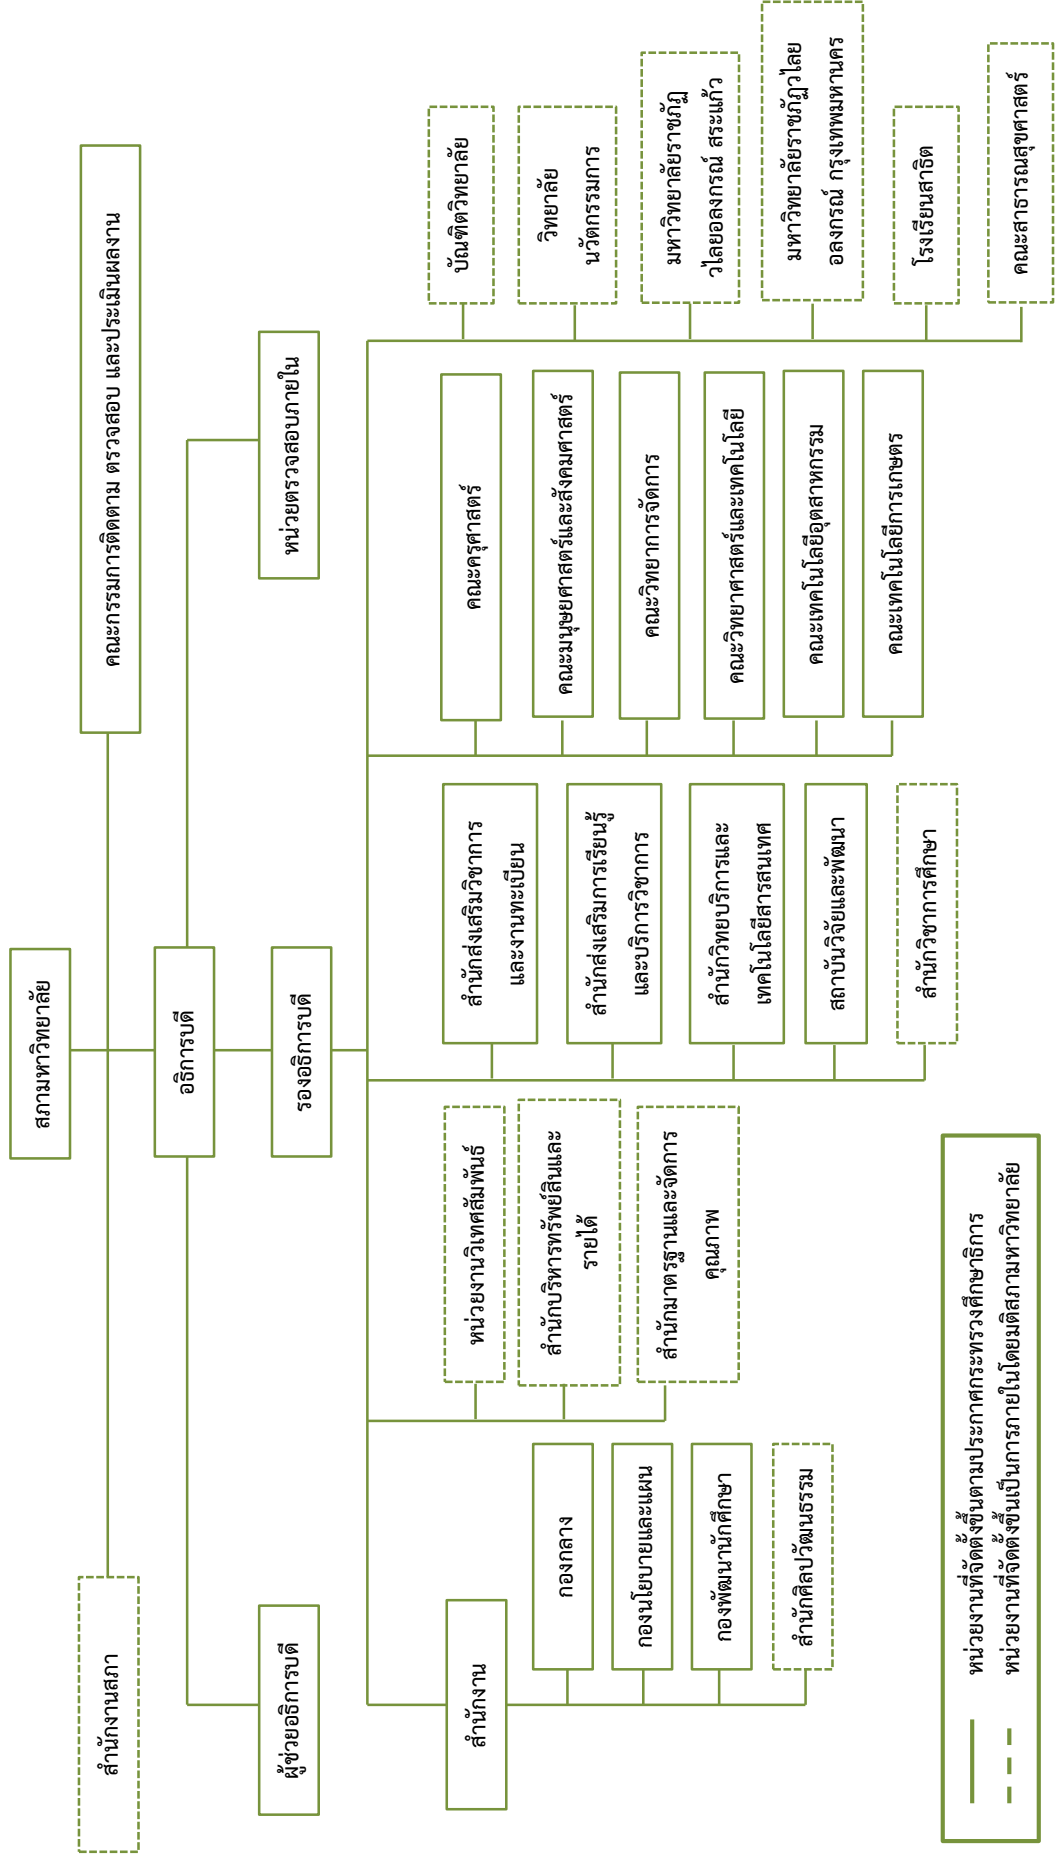 สภามหาวิทยาลัย
สำนักงานสภา
คณะกรรมการติดตาม ตรวจสอบ และประเมินผลงาน
อธิการบดี
ผู้ช่วยอธิการบดี
รองอธิการบดี
หน่วยตรวจสอบภายใน
สำนักงาน
กองกลาง
กองนโยบายและแผน
กองพัฒนานักศึกษา
สำนักศิลปวัฒนธรรม
หน่วยงานวิเทศสัมพันธ์
สำนักบริหารทรัพย์สินและ
รายได้
สำนักมาตรฐานและจัดการ
คุณภาพ
สำนักส่งเสริมวิชาการ
และงานทะเบียน
สำนักส่งเสริมการเรียนรู้
และบริการวิชาการ
สำนักวิทยบริการและ
เทคโนโลยีสารสนเทศ
สถาบันวิจัยและพัฒนา
สำนักวิชาการศึกษา
คณะครุศาสตร์
คณะมนุษยศาสตร์และสังคมศาสตร์
คณะวิทยาการจัดการ
คณะวิทยาศาสตร์และเทคโนโลยี
คณะเทคโนโลยีอุตสาหกรรม
คณะเทคโนโลยีการเกษตร
บัณฑิตวิทยาลัย
วิทยาลัย
นวัตกรรมการ
มหาวิทยาลัยราชภัฏ
วไลยอลงกรณ์ สระแก้ว
มหาวิทยาลัยราชภัฏวไลย
อลงกรณ์ กรุงเทพมหานคร
โรงเรียนสาธิต
คณะสาธารณสุขศาสตร์
หน่วยงานที่จัดตั้งขึ้นตามประกาศกระทรวงศึกษาธิการ
หน่วยงานที่จัดตั้งขึ้นเป็นการภายในโดยมติสภามหาวิทยาลัย